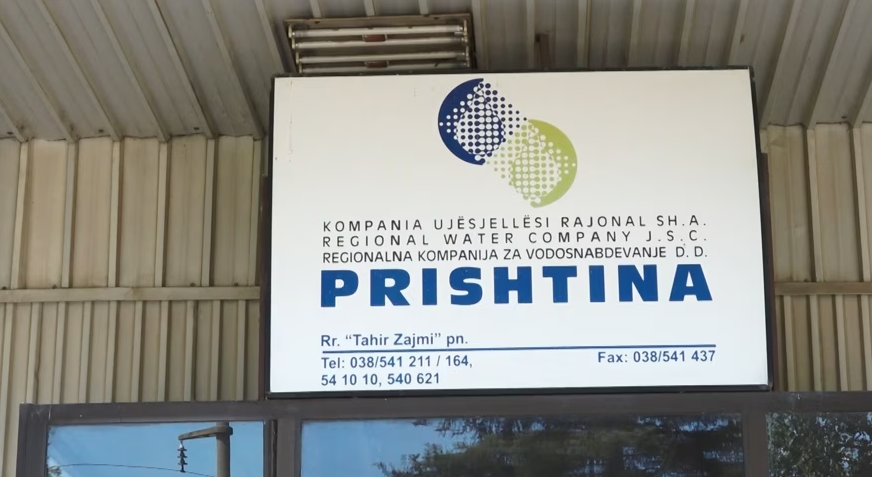 KOMPANIA UJËSJELLËSI RAJONAL SH.A.
REGIONAL WATER COMPANY J.S.C.
REGIONALNA KOMPANIJA ZA VODOSNABDEVANJE D.D.
PRISHTINA
Rr. “Tahir Zajmi” pn.
Tel: 038/541 211 / 164, Fax: 038/541 437
54 10 10, 540 621